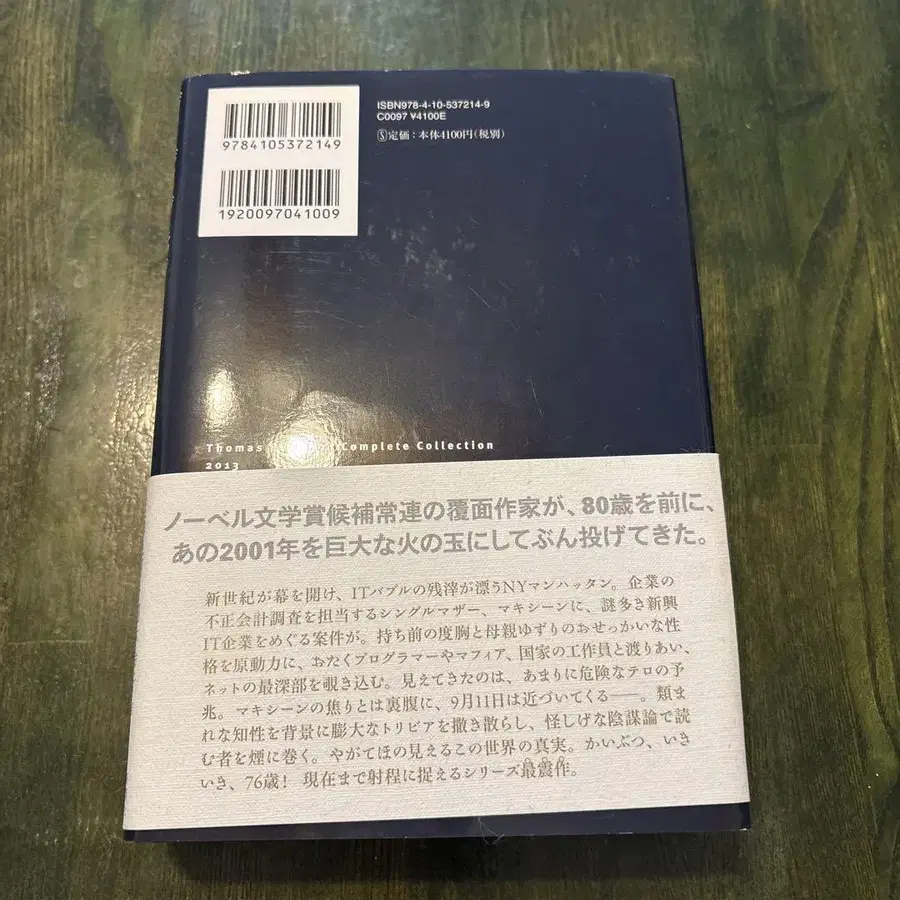 9784105372149
1920097041009
ISBN978-4-10-537214-9
C0097 ¥4100E
Ⓢ定価：本体4100円(税別)
Thomas Complete Collection
2013
ノーベル文学賞候補常連の覆面作家が、80歳を前に、
あの2001年を巨大な火の玉にしてぶん投げてきた。
新世紀が幕を開け、ITバブルの残滓が漂うNYマンハッタン。企業の
不正会計調査を担当するシングルマザー、マキシーンに、謎多き新興
IT企業をめぐる案件が。持ち前の度胸と母親ゆずりのおせっかいな性
格を原動力に、おたくプログラマーやマフィア、国家の工作員と渡りあい、
ネットの最深部を覗き込む。見えてきたのは、あまりに危険なテロの予
兆。マキシーンの焦りとは裏腹に、9月11日は近づいてくる――。類ま
れな知性を背景に膨大なトリビアを撒き散らし、怪しげな陰謀論で読
む者を煙に巻く。やがてほの見えるこの世界の真実。かいぶつ、いき
いき、76歳！ 現在まで射程に捉えるシリーズ最震作。